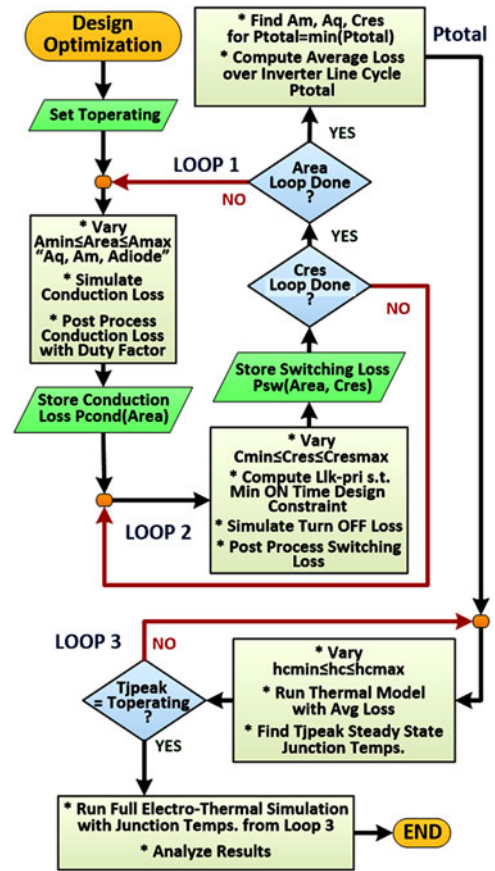 Design
Optimization
Set Toperating
LOOP 1
NO
* Vary
Amin≤Area≤Amax
“Aq, Am, Adiode”
* Simulate
Conduction Loss
* Post Process
Conduction Loss
with Duty Factor
Store Conduction
Loss Pcond(Area)
LOOP 2
* Vary
Cmin≤Cres≤Cresmax
* Compute Llk-pri s.t.
Min ON Time Design
Constraint
* Simulate Turn OFF Loss
* Post Process Switching
Loss
Store Switching Loss
Psw(Area, Cres)
Cres
Loop Done
?
NO
YES
Area
Loop Done
?
YES
* Find Am, Aq, Cres
for Ptotal=min(Ptotal)
* Compute Average Loss
over Inverter Line Cycle
Ptotal
Ptotal
* Vary
hcmin≤hc≤hcmax
* Run Thermal Model
with Avg Loss
* Find Tjpeak Steady State
Junction Temps.
LOOP 3
NO
Tjpeak
= Toperating
?
YES
* Run Full Electro-Thermal Simulation
with Junction Temps. from Loop 3
* Analyze Results
END